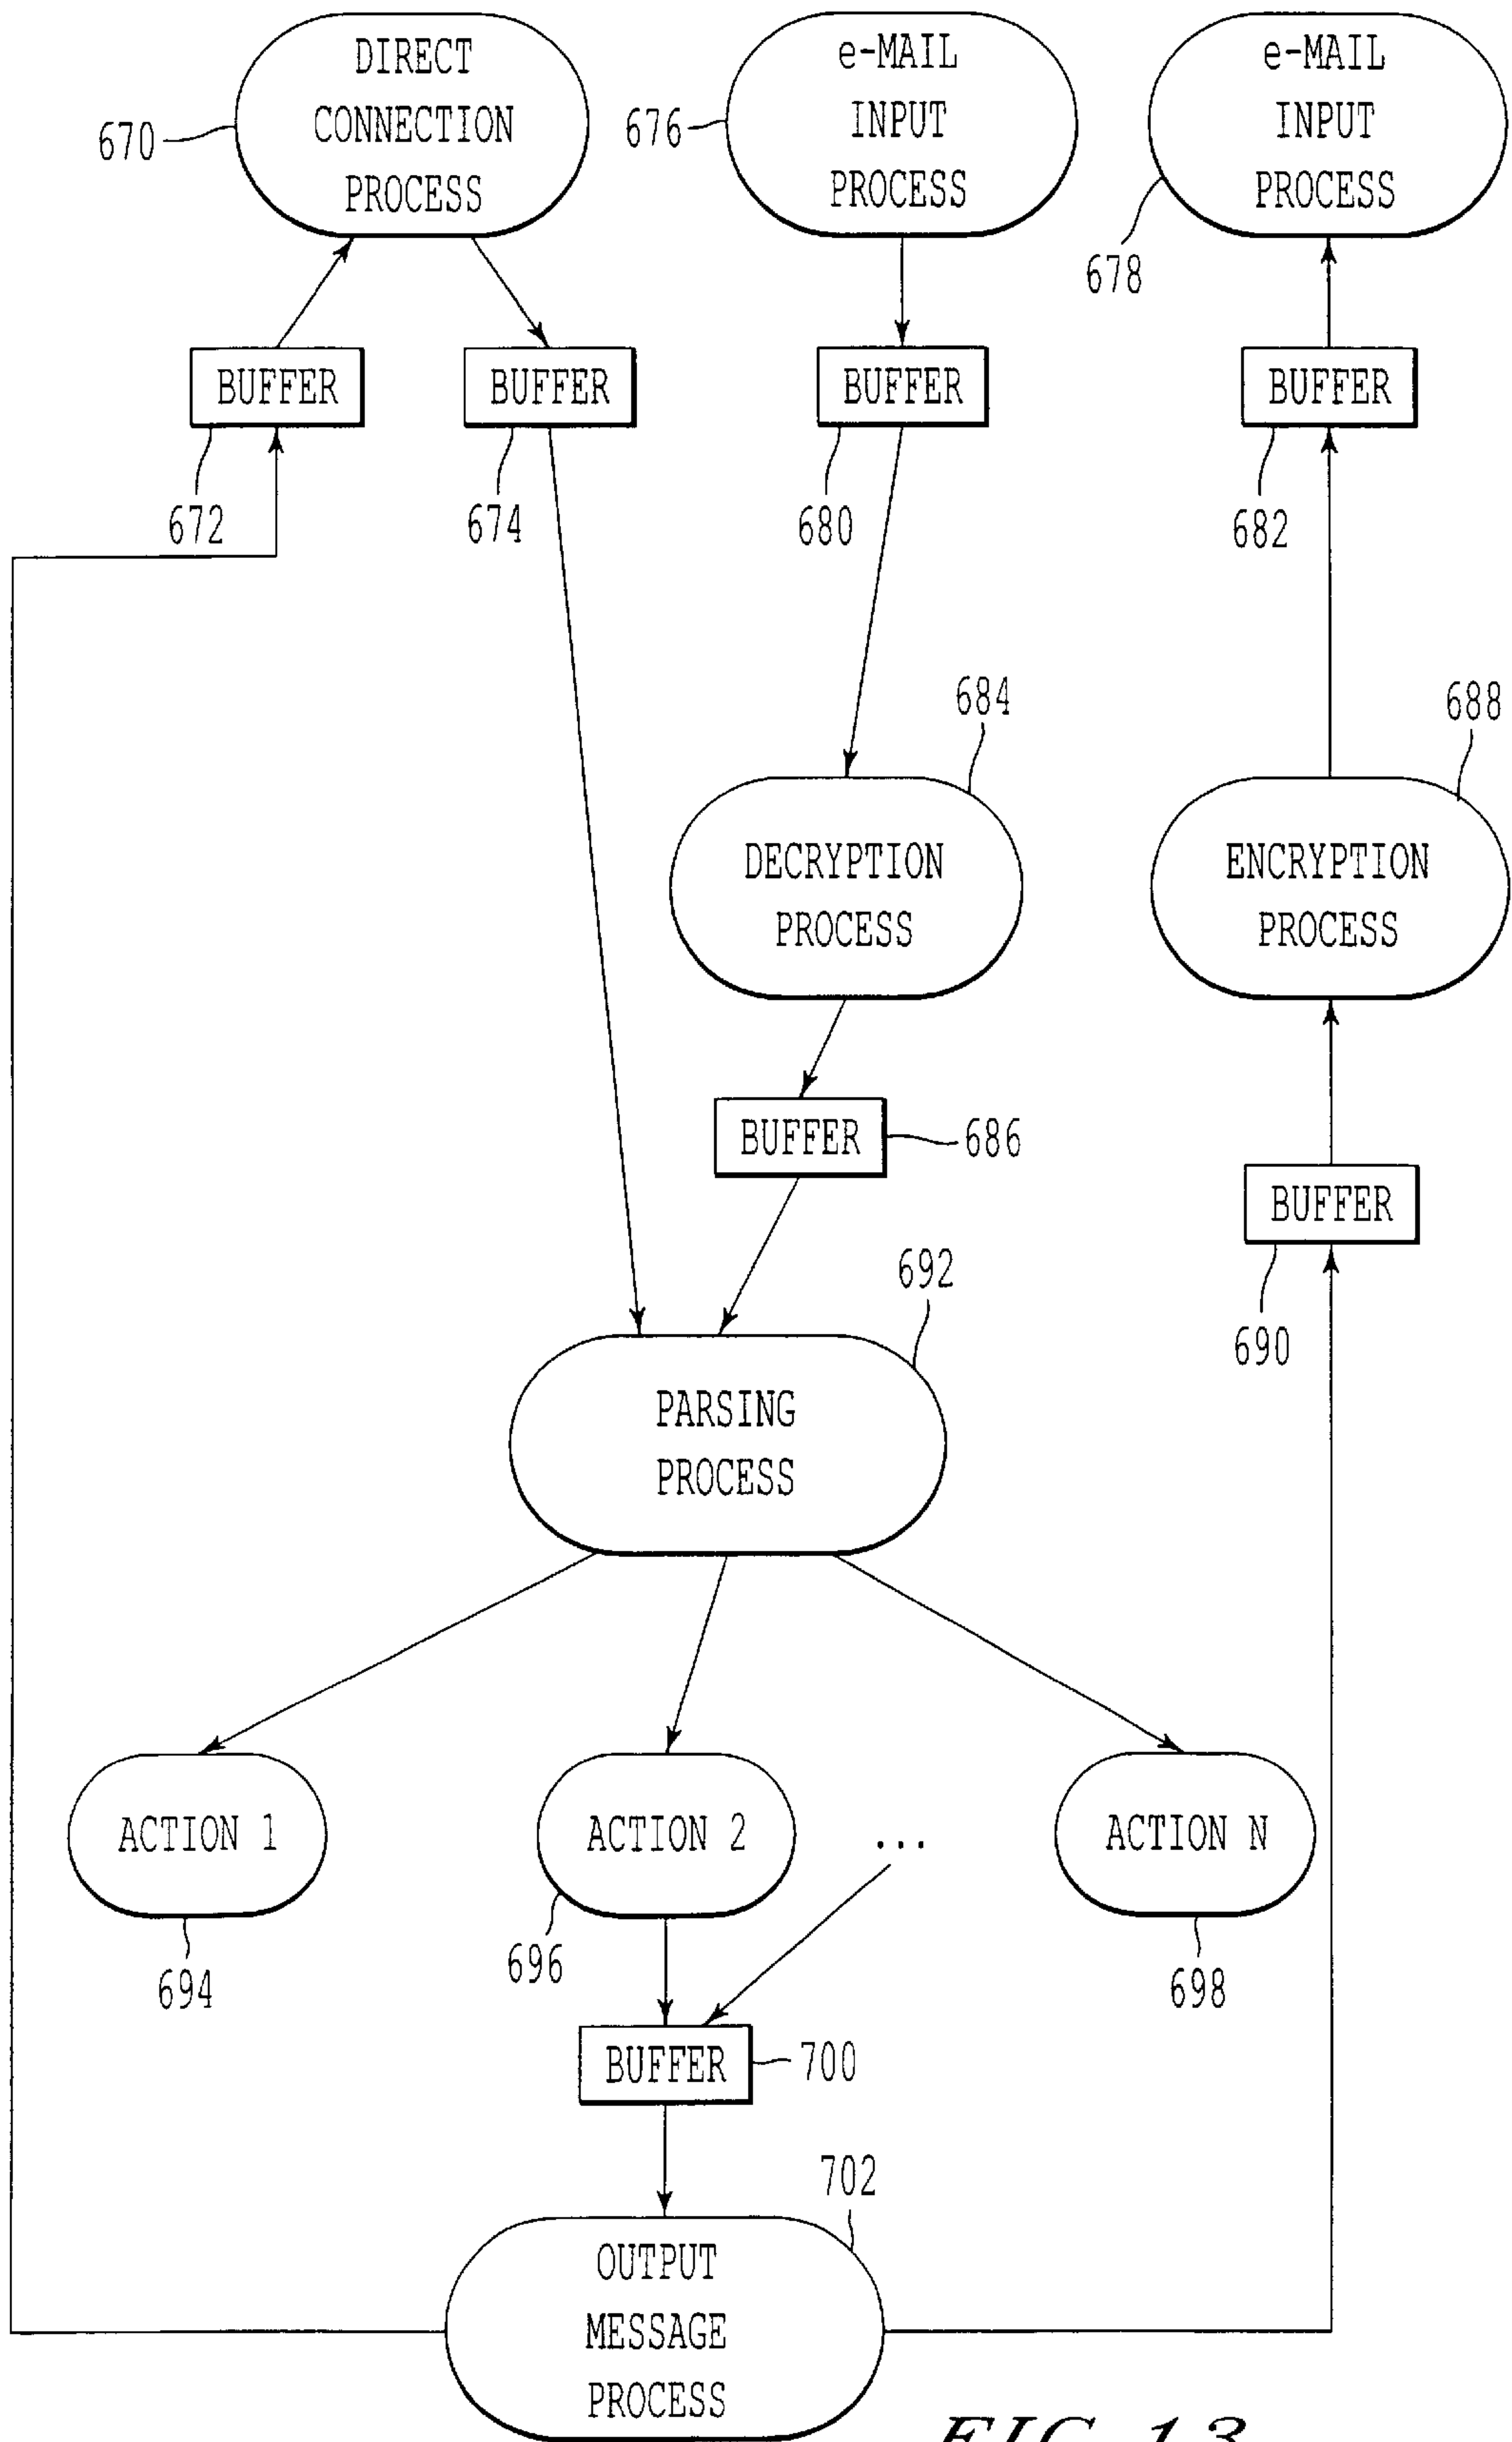 DIRECT
CONNECTION
PROCESS
670
e-MAIL
INPUT
PROCESS
676
e-MAIL
INPUT
PROCESS
678
BUFFER
672
BUFFER
674
BUFFER
680
BUFFER
682
684
DECRYPTION
PROCESS
688
ENCRYPTION
PROCESS
BUFFER
686
BUFFER
690
692
PARSING
PROCESS
ACTION 1
694
ACTION 2
696
...
ACTION N
698
BUFFER
700
702
OUTPUT
MESSAGE
PROCESS
FIG. 13